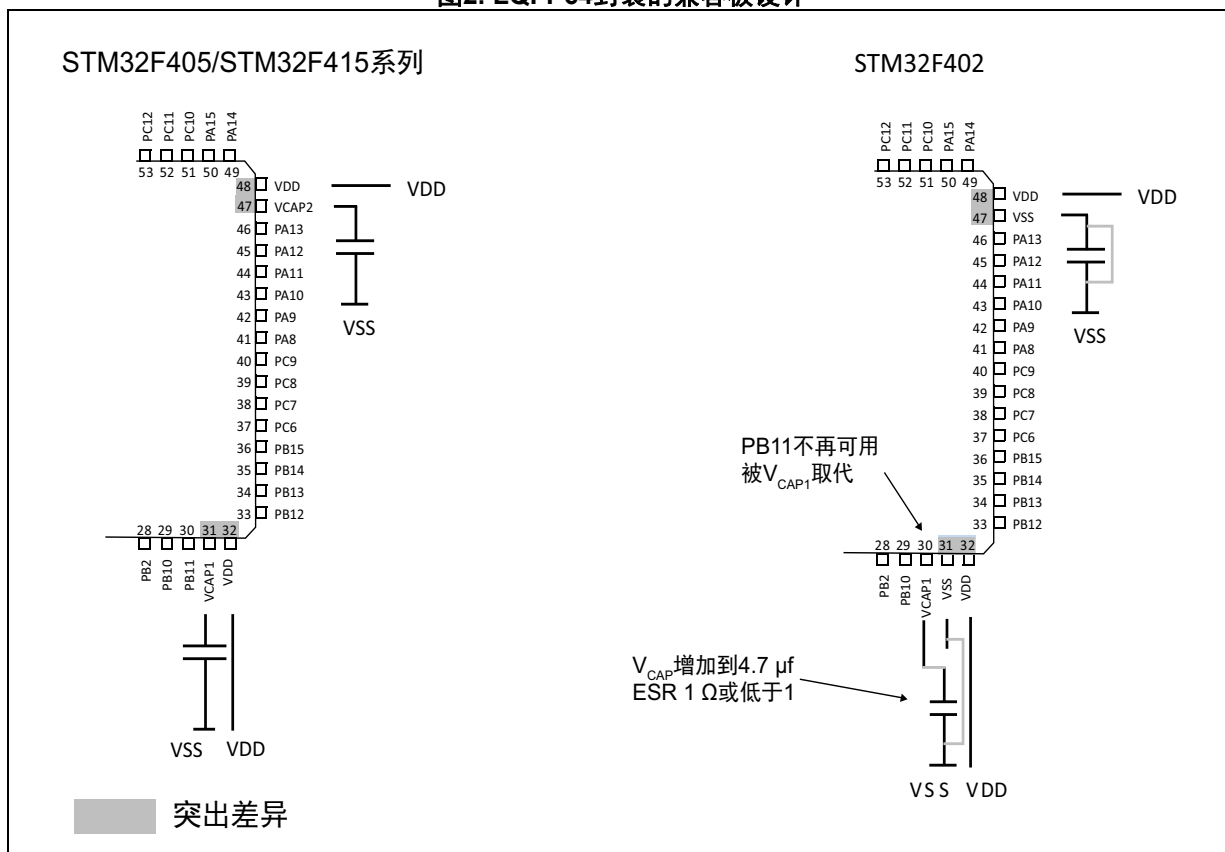 STM32F405/STM32F415系列
PC12
PC11
PC10
PA15
PA14
53 52 51 50 49
48 VDD
47 VCAP2
46 PA13
45 PA12
44 PA11
43 PA10
42 PA9
41 PA8
40 PC9
39 PC8
38 PC7
37 PC6
36 PB15
35 PB14
34 PB13
33 PB12
28 29 30 31 32
PB2
PB10
PB11
VCAP1
VDD
VDD
VSS
VSS VDD
突出差异
STM32F402
PC12
PC11
PC10
PA15
PA14
53 52 51 50 49
48 VDD
47 VSS
46 PA13
45 PA12
44 PA11
43 PA10
42 PA9
41 PA8
40 PC9
39 PC8
38 PC7
37 PC6
36 PB15
35 PB14
34 PB13
33 PB12
28 29 30 31 32
PB2
PB10
VCAP1
VSS
VDD
VDD
VSS
PB11不再可用
被VCAP1取代
VCAP增加到4.7 µf
ESR 1 Ω或低于1
VSS VDD